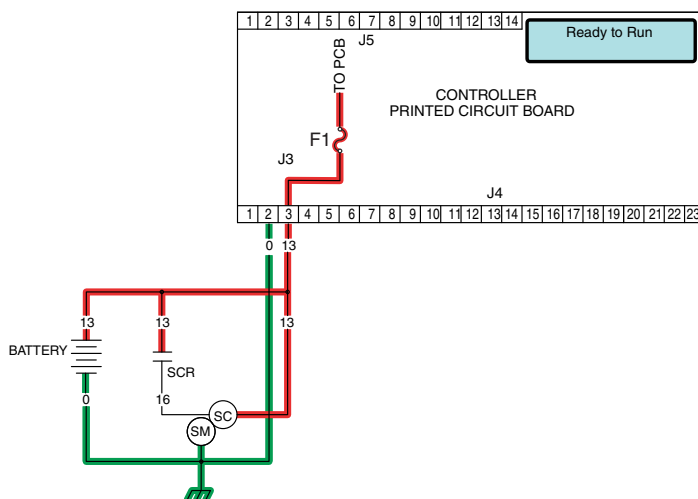 1 2 3 4 5 6 7 8 9 10 11 12 13 14
Ready to Run
J5
TO PCB
CONTROLLER
PRINTED CIRCUIT BOARD
F1
J3
J4
1 2 3 4 5 6 7 8 9 10 11 12 13 14 15 16 17 18 19 20 21 22 23
0 13
13 13 13
BATTERY
SCR
0 16
SC
SM